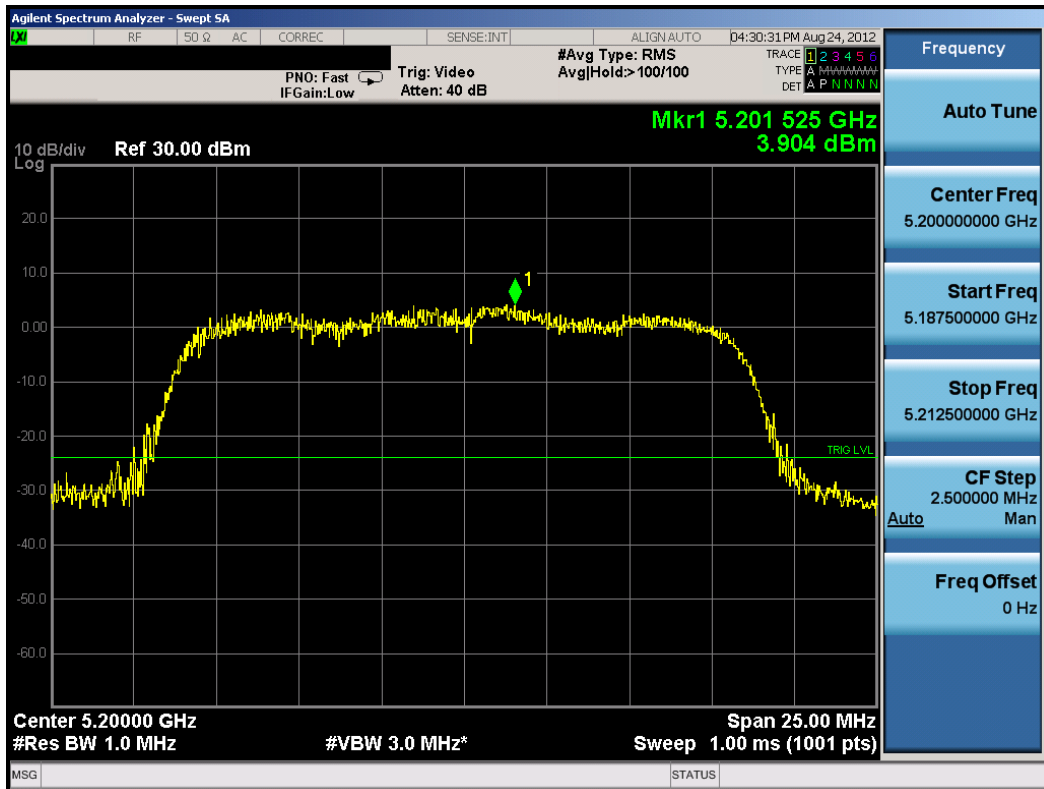 Agilent Spectrum Analyzer - Swept SA
LXI RF 50 Ω AC CORREC SENSE:INT ALIGNAUTO 04:30:31 PM Aug 24, 2012
Frequency
#Avg Type: RMS TRACE 1 2 3 4 5 6
PNO: Fast Trig: Video Avg|Hold:>100/100 TYPE A MWWWWW
IFGain:Low Atten: 40 dB DET A P N N N N
Auto Tune
Mkr1 5.201 525 GHz
3.904 dBm
10 dB/div Ref 30.00 dBm
Log
Center Freq
5.200000000 GHz
20.0
10.0
1
Start Freq
5.187500000 GHz
0.00
-10.0
Stop Freq
5.212500000 GHz
-20.0
TRIG LVL
CF Step
2.500000 MHz
Auto Man
-30.0
-40.0
Freq Offset
0 Hz
-50.0
-60.0
Center 5.20000 GHz Span 25.00 MHz
#Res BW 1.0 MHz #VBW 3.0 MHz* Sweep 1.00 ms (1001 pts)
MSG STATUS